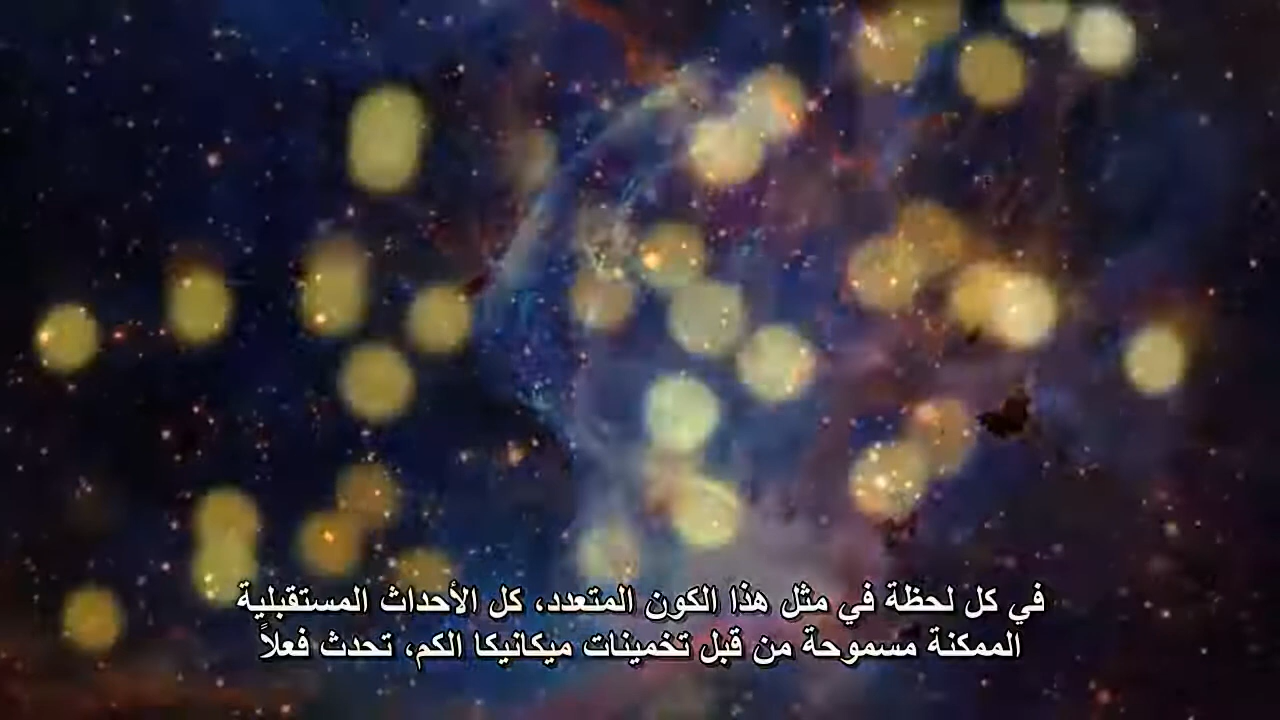 في كل لحظة في مثل هذا الكون المتعدد، كل الأحداث المستقبلية
الممكنة مسموحة من قبل تخمينات ميكانيكا الكم، تحدث فعلاً